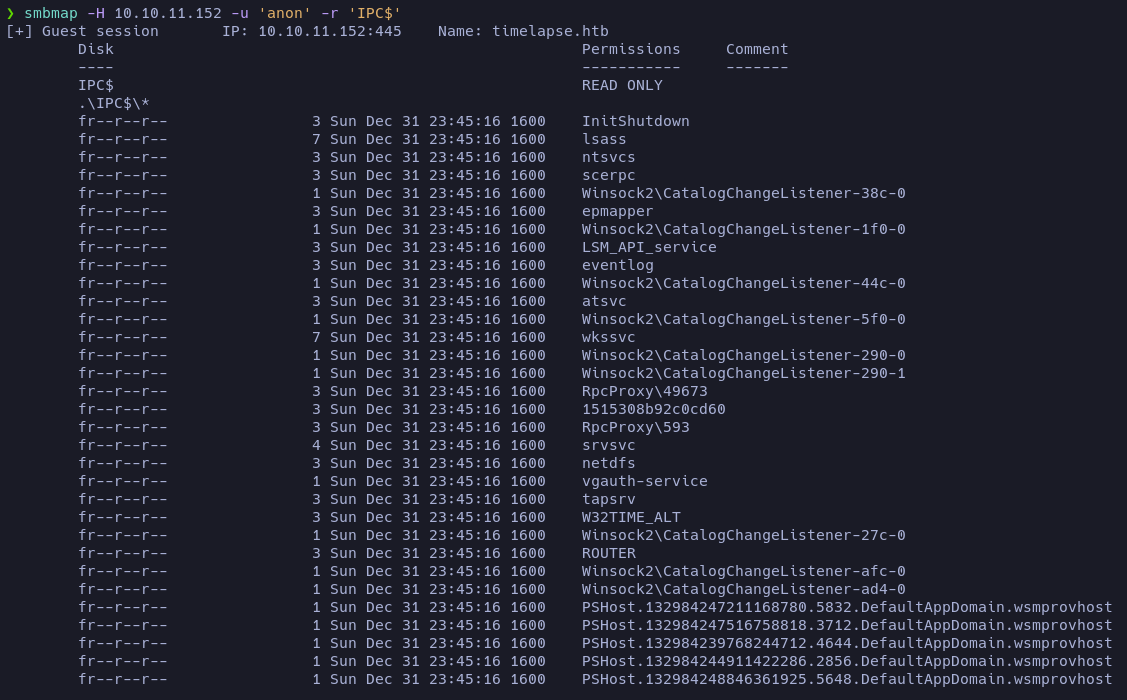 ❯ smbmap -H 10.10.11.152 -u 'anon' -r 'IPC$'
[+] Guest session       IP: 10.10.11.152:445    Name: timelapse.htb
        Disk                                                    Permissions     Comment
        ----                                                    -----------     -------
        IPC$                                                    READ ONLY
        .\IPC$\*
        fr--r--r--                3 Sun Dec 31 23:45:16 1600    InitShutdown
        fr--r--r--                7 Sun Dec 31 23:45:16 1600    lsass
        fr--r--r--                3 Sun Dec 31 23:45:16 1600    ntsvcs
        fr--r--r--                3 Sun Dec 31 23:45:16 1600    scerpc
        fr--r--r--                1 Sun Dec 31 23:45:16 1600    Winsock2\CatalogChangeListener-38c-0
        fr--r--r--                3 Sun Dec 31 23:45:16 1600    epmapper
        fr--r--r--                1 Sun Dec 31 23:45:16 1600    Winsock2\CatalogChangeListener-1f0-0
        fr--r--r--                3 Sun Dec 31 23:45:16 1600    LSM_API_service
        fr--r--r--                3 Sun Dec 31 23:45:16 1600    eventlog
        fr--r--r--                1 Sun Dec 31 23:45:16 1600    Winsock2\CatalogChangeListener-44c-0
        fr--r--r--                3 Sun Dec 31 23:45:16 1600    atsvc
        fr--r--r--                1 Sun Dec 31 23:45:16 1600    Winsock2\CatalogChangeListener-5f0-0
        fr--r--r--                7 Sun Dec 31 23:45:16 1600    wkssvc
        fr--r--r--                1 Sun Dec 31 23:45:16 1600    Winsock2\CatalogChangeListener-290-0
        fr--r--r--                1 Sun Dec 31 23:45:16 1600    Winsock2\CatalogChangeListener-290-1
        fr--r--r--                3 Sun Dec 31 23:45:16 1600    RpcProxy\49673
        fr--r--r--                3 Sun Dec 31 23:45:16 1600    1515308b92c0cd60
        fr--r--r--                3 Sun Dec 31 23:45:16 1600    RpcProxy\593
        fr--r--r--                4 Sun Dec 31 23:45:16 1600    srvsvc
        fr--r--r--                3 Sun Dec 31 23:45:16 1600    netdfs
        fr--r--r--                1 Sun Dec 31 23:45:16 1600    vgauth-service
        fr--r--r--                3 Sun Dec 31 23:45:16 1600    tapsrv
        fr--r--r--                3 Sun Dec 31 23:45:16 1600    W32TIME_ALT
        fr--r--r--                1 Sun Dec 31 23:45:16 1600    Winsock2\CatalogChangeListener-27c-0
        fr--r--r--                3 Sun Dec 31 23:45:16 1600    ROUTER
        fr--r--r--                1 Sun Dec 31 23:45:16 1600    Winsock2\CatalogChangeListener-afc-0
        fr--r--r--                1 Sun Dec 31 23:45:16 1600    Winsock2\CatalogChangeListener-ad4-0
        fr--r--r--                1 Sun Dec 31 23:45:16 1600    PSHost.132984247211168780.5832.DefaultAppDomain.wsmprovhost
        fr--r--r--                1 Sun Dec 31 23:45:16 1600    PSHost.132984247516758818.3712.DefaultAppDomain.wsmprovhost
        fr--r--r--                1 Sun Dec 31 23:45:16 1600    PSHost.132984239768244712.4644.DefaultAppDomain.wsmprovhost
        fr--r--r--                1 Sun Dec 31 23:45:16 1600    PSHost.132984244911422286.2856.DefaultAppDomain.wsmprovhost
        fr--r--r--                1 Sun Dec 31 23:45:16 1600    PSHost.132984248846361925.5648.DefaultAppDomain.wsmprovhost